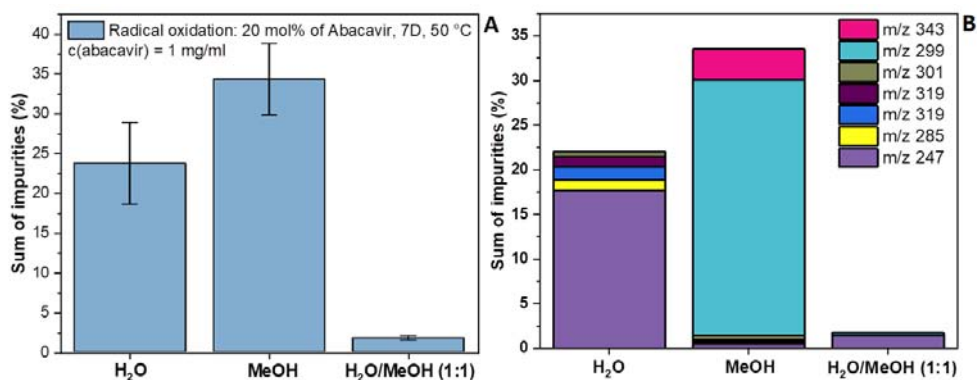 Radical oxidation: 20 mol% of Abacavir, 7D, 50 °C
c(abacavir) = 1 mg/ml
A
Sum of impurities (%)
40
35
30
25
20
15
10
5
0
H₂O
MeOH
H₂O/MeOH (1:1)
B
m/z 343
m/z 299
m/z 301
m/z 319
m/z 319
m/z 285
m/z 247
Sum of impurities (%)
35
30
25
20
15
10
5
0
H₂O
MeOH
H₂O/MeOH (1:1)